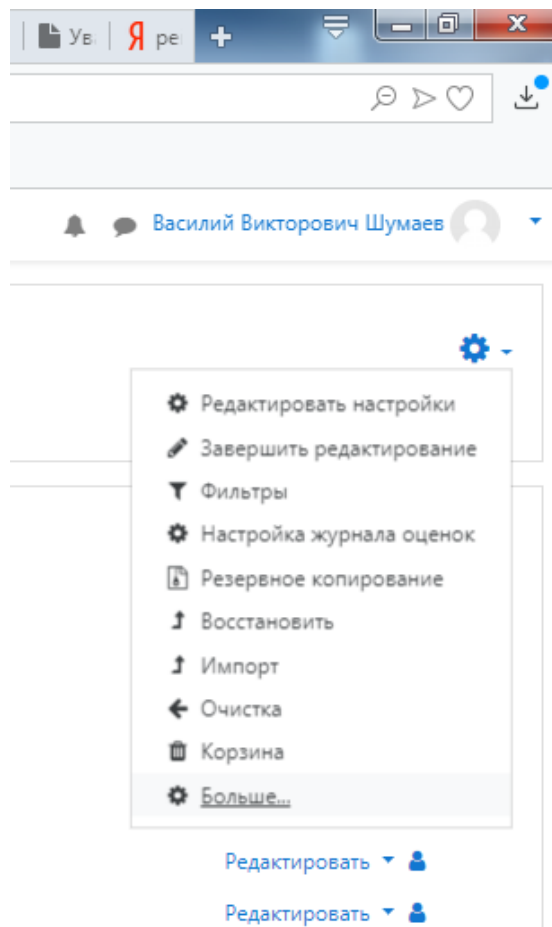 Ув Я ре
Василий Викторович Шумаев
Редактировать настройки
Завершить редактирование
Фильтры
Настройка журнала оценок
Резервное копирование
Восстановить
Импорт
Очистка
Корзина
Больше...
Редактировать
Редактировать